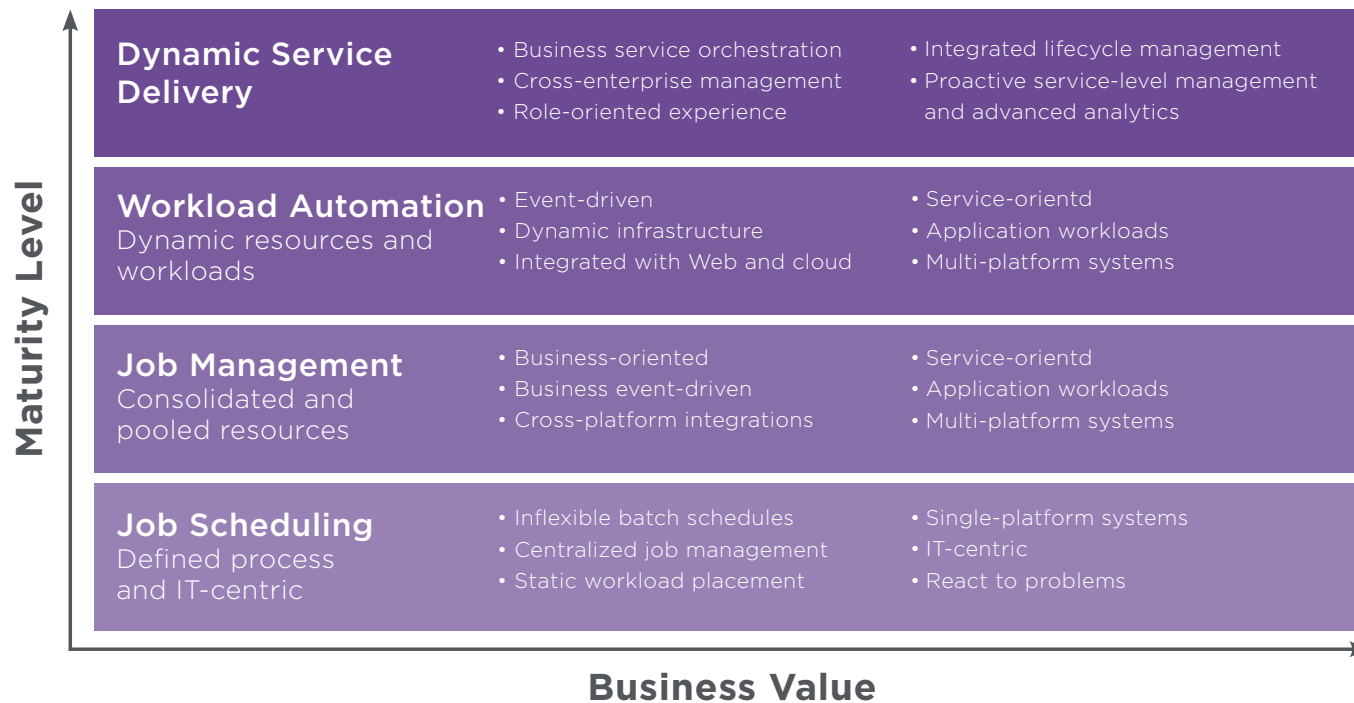 Maturity Level
Dynamic Service
Delivery
• Business service orchestration
• Cross-enterprise management
• Role-oriented experience
• Integrated lifecycle management
• Proactive service-level management
and advanced analytics
Workload Automation
Dynamic resources and
workloads
• Event-driven
• Dynamic infrastructure
• Integrated with Web and cloud
• Service-orientd
• Application workloads
• Multi-platform systems
Job Management
Consolidated and
pooled resources
• Business-oriented
• Business event-driven
• Cross-platform integrations
• Service-orientd
• Application workloads
• Multi-platform systems
Job Scheduling
Defined process
and IT-centric
• Inflexible batch schedules
• Centralized job management
• Static workload placement
• Single-platform systems
• IT-centric
• React to problems
Business Value